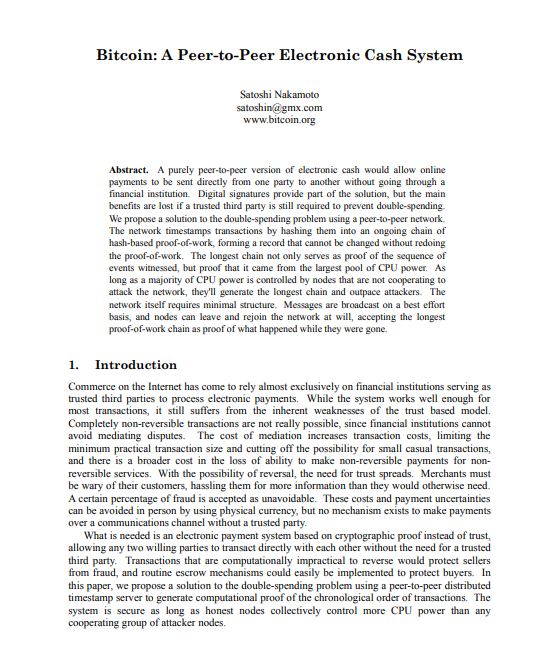 Bitcoin: A Peer-to-Peer Electronic Cash System
Satoshi Nakamoto
satoshin@gmx.com
www.bitcoin.org
Abstract. A purely peer-to-peer version of electronic cash would allow online
payments to be sent directly from one party to another without going through a
financial institution. Digital signatures provide part of the solution, but the main
benefits are lost if a trusted third party is still required to prevent double-spending.
We propose a solution to the double-spending problem using a peer-to-peer network.
The network timestamps transactions by hashing them into an ongoing chain of
hash-based proof-of-work, forming a record that cannot be changed without redoing
the proof-of-work. The longest chain not only serves as proof of the sequence of
events witnessed, but proof that it came from the largest pool of CPU power. As
long as a majority of CPU power is controlled by nodes that are not cooperating to
attack the network, they'll generate the longest chain and outpace attackers. The
network itself requires minimal structure. Messages are broadcast on a best effort
basis, and nodes can leave and rejoin the network at will, accepting the longest
proof-of-work chain as proof of what happened while they were gone.
1. Introduction
Commerce on the Internet has come to rely almost exclusively on financial institutions serving as
trusted third parties to process electronic payments. While the system works well enough for
most transactions, it still suffers from the inherent weaknesses of the trust based model.
Completely non-reversible transactions are not really possible, since financial institutions cannot
avoid mediating disputes. The cost of mediation increases transaction costs, limiting the
minimum practical transaction size and cutting off the possibility for small casual transactions,
and there is a broader cost in the loss of ability to make non-reversible payments for non-
reversible services. With the possibility of reversal, the need for trust spreads. Merchants must
be wary of their customers, hassling them for more information than they would otherwise need.
A certain percentage of fraud is accepted as unavoidable. These costs and payment uncertainties
can be avoided in person by using physical currency, but no mechanism exists to make payments
over a communications channel without a trusted party.
What is needed is an electronic payment system based on cryptographic proof instead of trust,
allowing any two willing parties to transact directly with each other without the need for a trusted
third party. Transactions that are computationally impractical to reverse would protect sellers
from fraud, and routine escrow mechanisms could easily be implemented to protect buyers. In
this paper, we propose a solution to the double-spending problem using a peer-to-peer distributed
timestamp server to generate computational proof of the chronological order of transactions. The
system is secure as long as honest nodes collectively control more CPU power than any
cooperating group of attacker nodes.